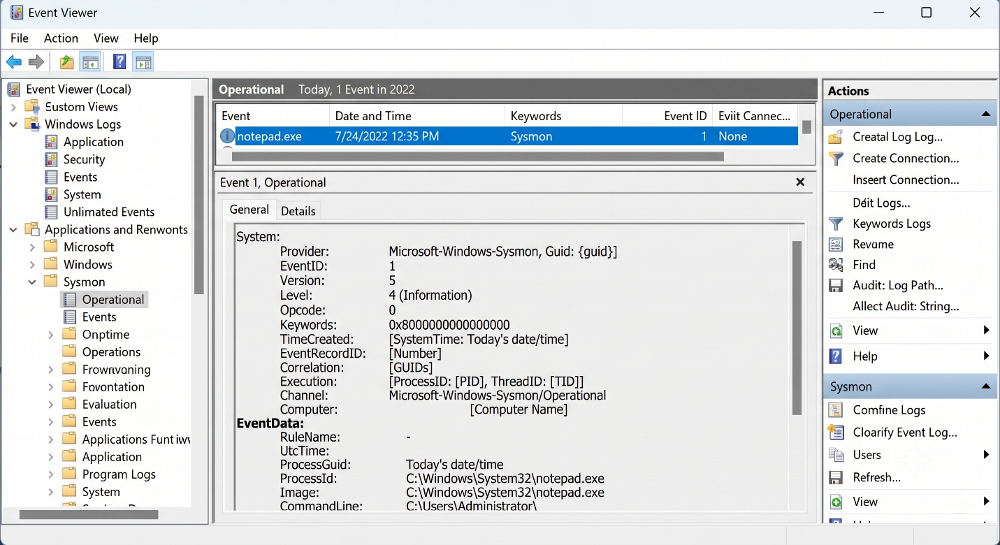 Event Viewer
File Action View Help
Event Viewer (Local)
Custom Views
Windows Logs
Application
Security
Events
System
Unlimated Events
Applications and Renwonts
Microsoft
Windows
Sysmon
Operational
Events
Onptime
Operations
Frownvoning
Fovontation
Evaluation
Events
Applications Funt
Application
Program Logs
System
Operational Today, 1 Event in 2022
Event Date and Time Keywords Event ID Eviit Connec...
notepad.exe 7/24/2022 12:35 PM Sysmon 1 None
Event 1, Operational
General Details
System:
Provider: Microsoft-Windows-Sysmon, Guid: {guid}]
EventID: 1
Version: 5
Level: 4 (Information)
Opcode: 0
Keywords: 0x8000000000000000
TimeCreated: [SystemTime: Today's date/time]
EventRecordID: [Number]
Correlation: [GUIDs]
Execution: [ProcessID: [PID], ThreadID: [TID]]
Channel: Microsoft-Windows-Sysmon/Operational
Computer: [Computer Name]
EventData:
RuleName: -
UtcTime:
ProcessGuid: Today's date/time
ProcessId: C:\Windows\System32\notepad.exe
Image: C:\Windows\System32\notepad.exe
CommandLine: C:\Users\Administrator\
Actions
Operational
Creatal Log Log...
Create Connection...
Inseert Connection...
Edit Logs...
Keywords Logs
Revame
Find
Audit: Log Path...
Allect Audit: String...
View
Help
Sysmon
Comfine Logs
Cloarify Event Log...
Users
Refresh...
View